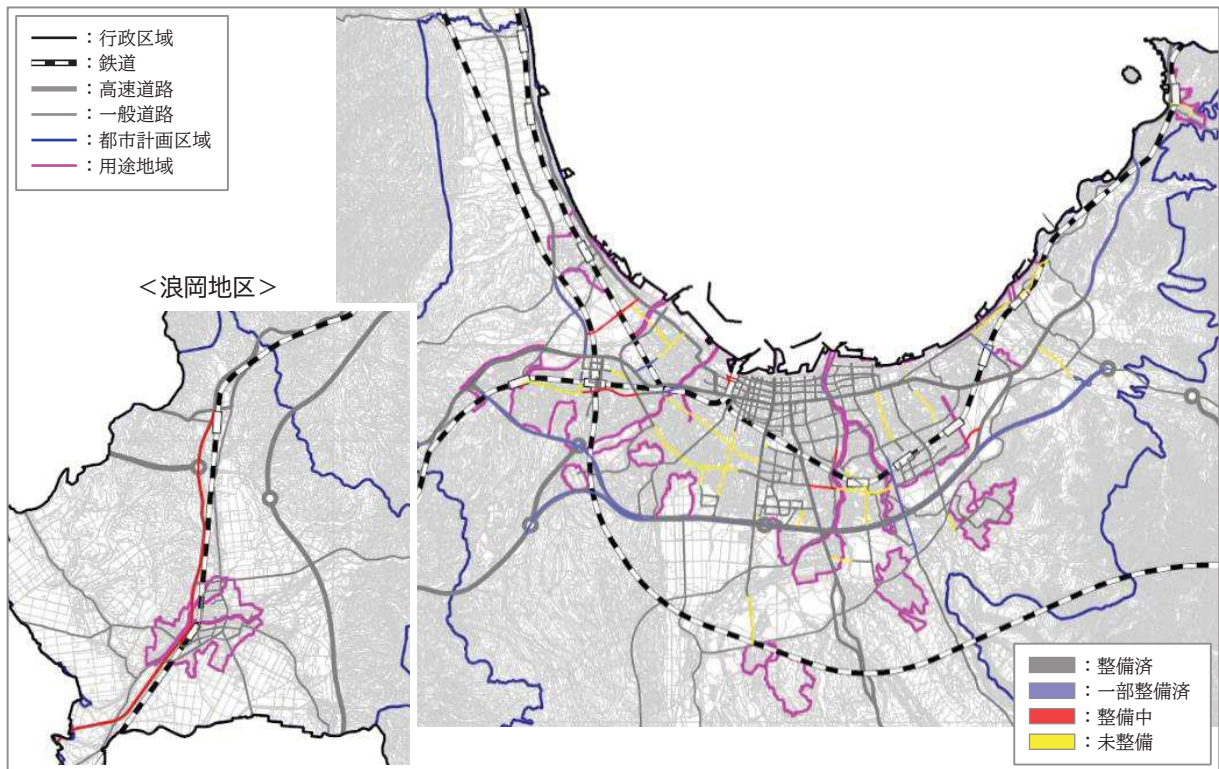 ：行政区域
：鉄道
：高速道路
：一般道路
：都市計画区域
：用途地域
＜浪岡地区＞
：整備済
：一部整備済
：整備中
：未整備